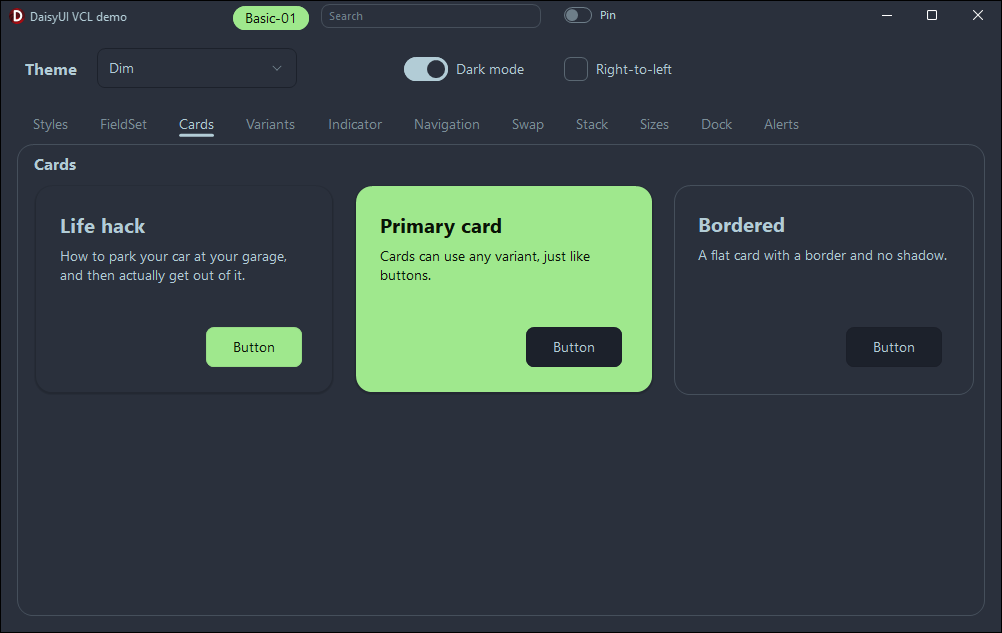 D DaisyUI VCL demo
Basic-01
Search
Pin
Theme
Dim
Dark mode
Right-to-left
Styles FieldSet Cards Variants Indicator Navigation Swap Stack Sizes Dock Alerts
Cards
Life hack
How to park your car at your garage,
and then actually get out of it.
Button
Primary card
Cards can use any variant, just like
buttons.
Button
Bordered
A flat card with a border and no shadow.
Button